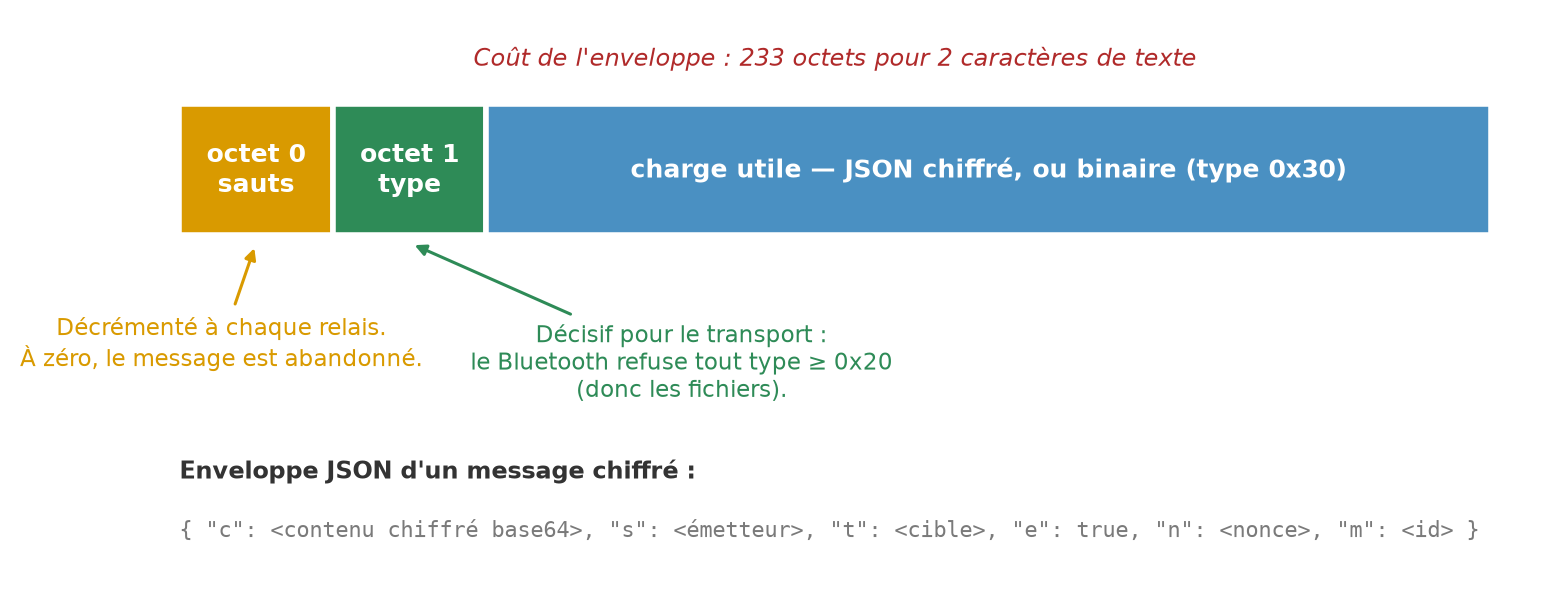 Coût de l'enveloppe : 233 octets pour 2 caractères de texte
octet 0
sauts
octet 1
type
charge utile — JSON chiffré, ou binaire (type 0x30)
Décrémenté à chaque relais.
À zéro, le message est abandonné.
Décisif pour le transport :
le Bluetooth refuse tout type ≥ 0x20
(donc les fichiers).
Enveloppe JSON d'un message chiffré :
{ "c": <contenu chiffré base64>, "s": <émetteur>, "t": <cible>, "e": true, "n": <nonce>, "m": <id> }